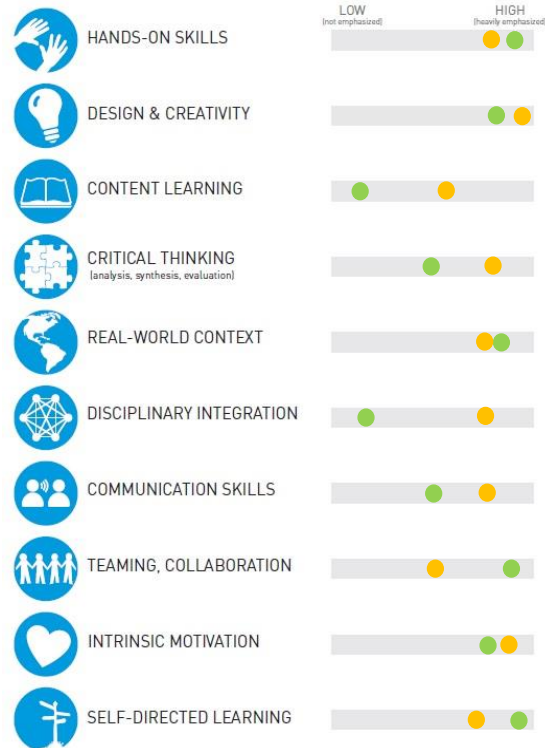 LOW HIGH
(not emphasized) (heavily emphasized)
HANDS-ON SKILLS
DESIGN & CREATIVITY
CONTENT LEARNING
CRITICAL THINKING
(analysis, synthesis, evaluation)
REAL-WORLD CONTEXT
DISCIPLINARY INTEGRATION
COMMUNICATION SKILLS
TEAMING, COLLABORATION
INTRINSIC MOTIVATION
SELF-DIRECTED LEARNING